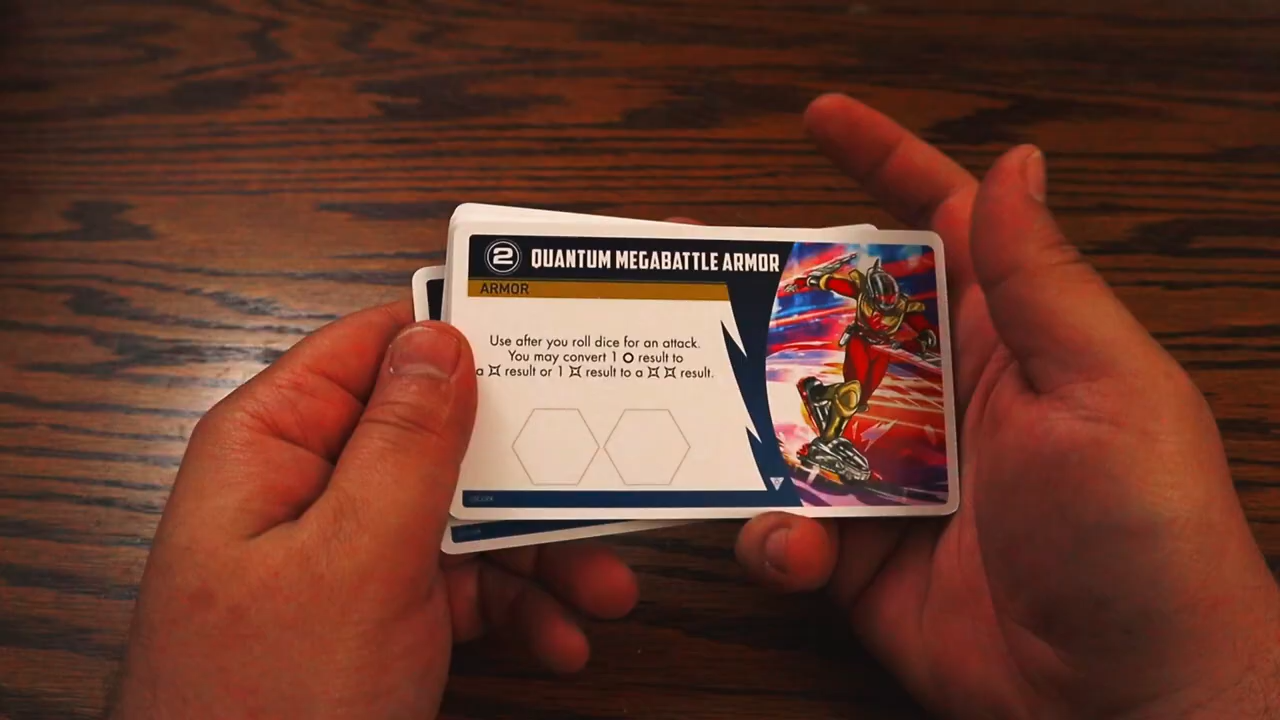 2 QUANTUM MEGABATTLE ARMOR
ARMOR
Use after you roll dice for an attack.
You may convert 1 result to
a result or 1 result to a result.